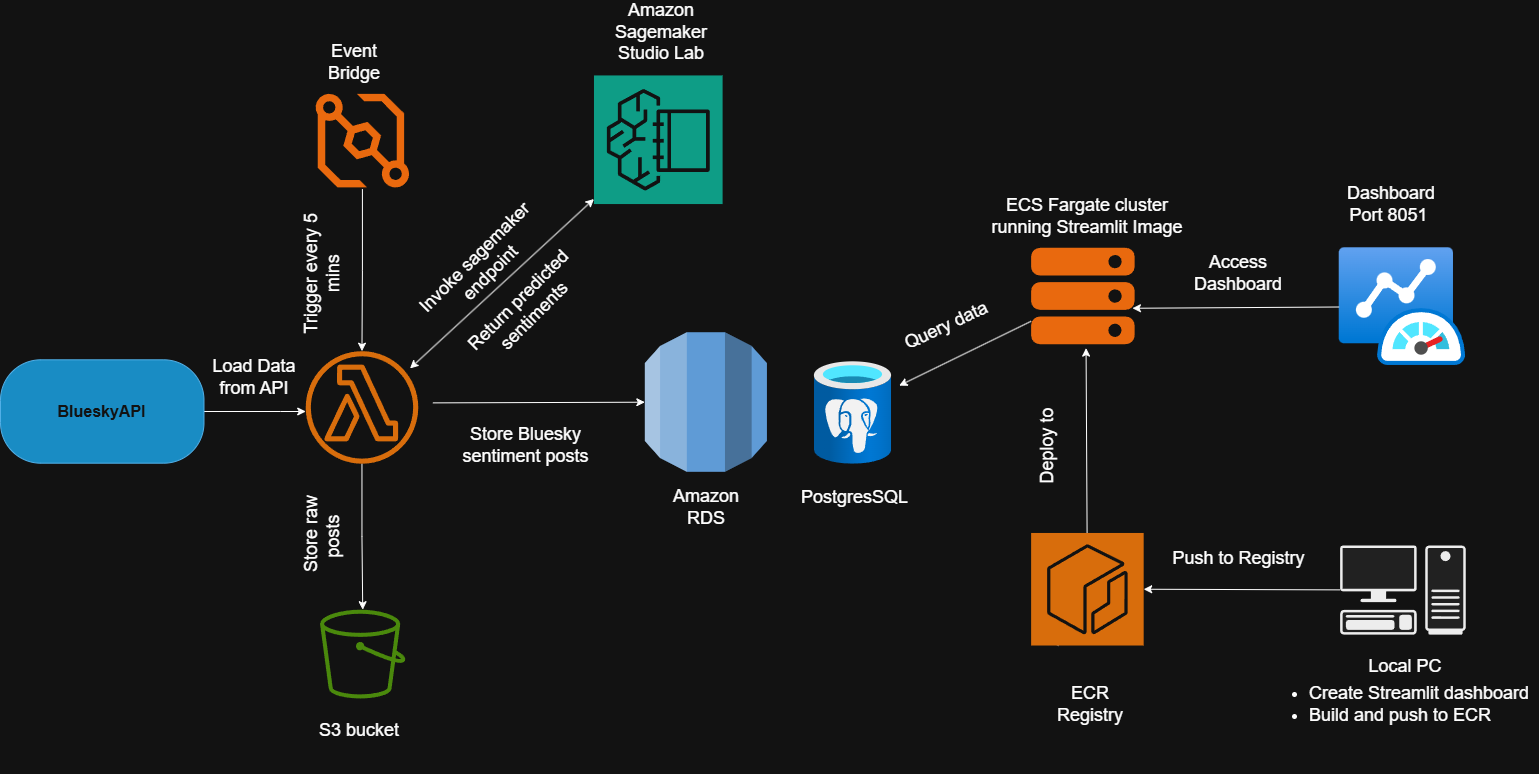 Amazon
Sagemaker
Studio Lab
Event
Bridge
Trigger every 5
mins
Invoke sagemaker
endpoint
Return predicted
sentiments
BlueskyAPI
Load Data
from API
Store Bluesky
sentiment posts
Amazon
RDS
Store raw
posts
S3 bucket
PostgresSQL
Query data
ECS Fargate cluster
running Streamlit Image
Access
Dashboard
Dashboard
Port 8051
Deploy to
ECR
Registry
Push to Registry
Local PC
• Create Streamlit dashboard
• Build and push to ECR